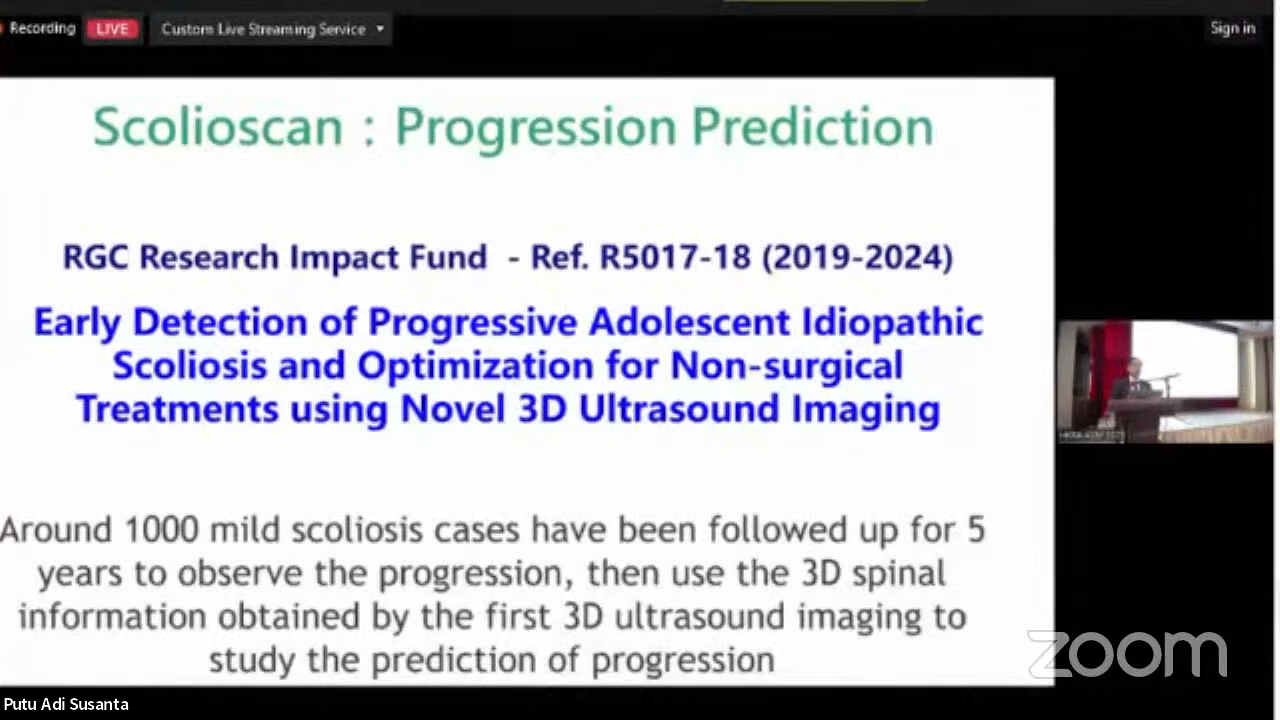 Recording LIVE Custom Live Streaming Service Sign in
Scolioscan : Progression Prediction
RGC Research Impact Fund - Ref. R5017-18 (2019-2024)
Early Detection of Progressive Adolescent Idiopathic
Scoliosis and Optimization for Non-surgical
Treatments using Novel 3D Ultrasound Imaging
Around 1000 mild scoliosis cases have been followed up for 5
years to observe the progression, then use the 3D spinal
information obtained by the first 3D ultrasound imaging to
study the prediction of progression
zoom
Putu Adi Susanta